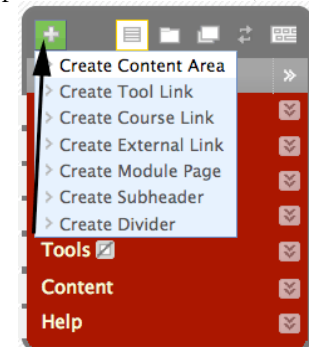 Create Content Area
Create Tool Link
Create Course Link
Create External Link
Create Module Page
Create Subheader
Create Divider
Tools
Content
Help